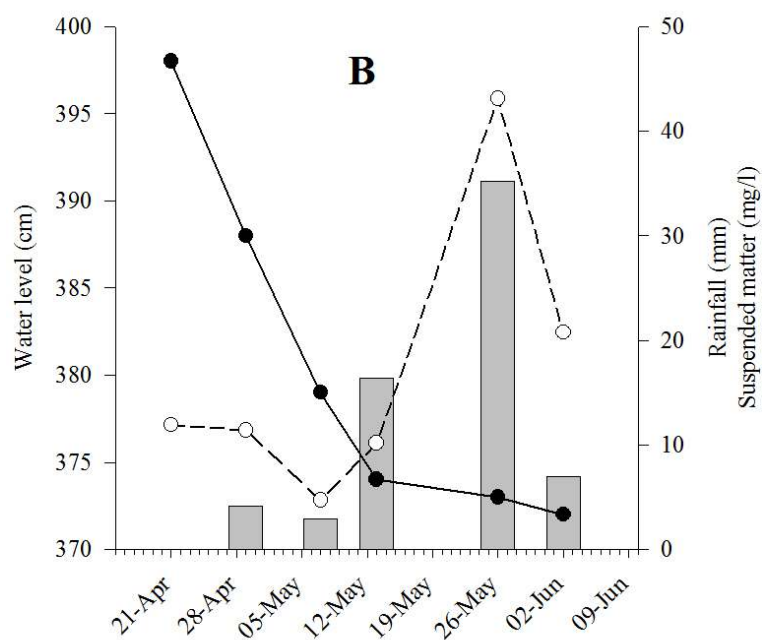 B
Water level (cm)
400
395
390
385
380
375
370
50
40
30
20
10
0
Rainfall (mm)
Suspended matter (mg/l)
21-Apr
28-Apr
05-May
12-May
19-May
26-May
02-Jun
09-Jun